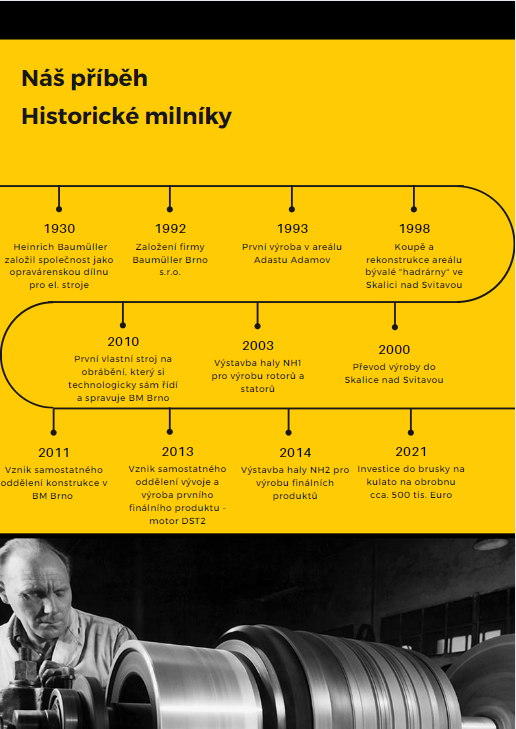 Náš příběh
Historické milníky
1930
Heinrich Baumüller
založil společnost jako
opravárenskou dílnu
pro el. stroje
1992
Založení firmy
Baumüller Brno
s.r.o.
1993
První výroba v areálu
Adastu Adamov
1998
Koupě a
rekonstrukce areálu
bývalé "hadrárny" ve
Skalici nad Svitavou
2000
Převod výroby do
Skalice nad Svitavou
2003
Výstavba haly NH1
pro výrobu rotorů a
statorů
2010
První vlastní stroj na
obrábění, který si
technologicky sám řídí
a spravuje BM Brno
2011
Vznik samostatného
oddělení konstrukce v
BM Brno
2013
Vznik samostatného
oddělení vývoje a
výroba prvního
finálního produktu -
motor DST2
2014
Výstavba haly NH2 pro
výrobu finálních
produktů
2021
Investice do brusky na
kulato na obrobnu
cca. 500 tis. Euro